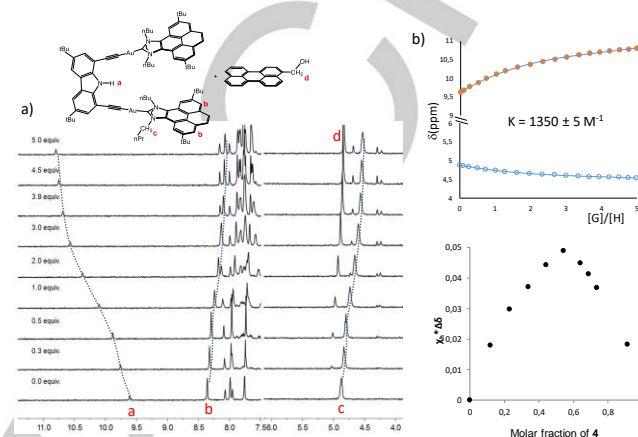 tBu
tBu
nBu
N
Au
N
nBu
tBu
N-H
a
+
OH
CH2
d
tBu
nBu
N
Au
N
CH2
nPr
c
b
b
tBu
a)
5.0 equiv.
4.5 equiv.
3.9 equiv.
3.0 equiv.
2.0 equiv.
1.0 equiv.
0.5 equiv.
0.3 equiv.
0.0 equiv.
d
a
b
c
11.0 10.5 10.0 9.5 9.0 8.5 8.0 7.5 6.0 5.5 5.0 4.5 4.0
b)
11
10,5
10
9,5
6
5,5
5
4,5
4
δ(ppm)
K = 1350 ± 5 M-1
0 1 2 3 4 5
[G]/[H]
0,05
0,04
0,03
0,02
0,01
0
χh*Δδ
0 0,2 0,4 0,6 0,8 1
Molar fraction of 4